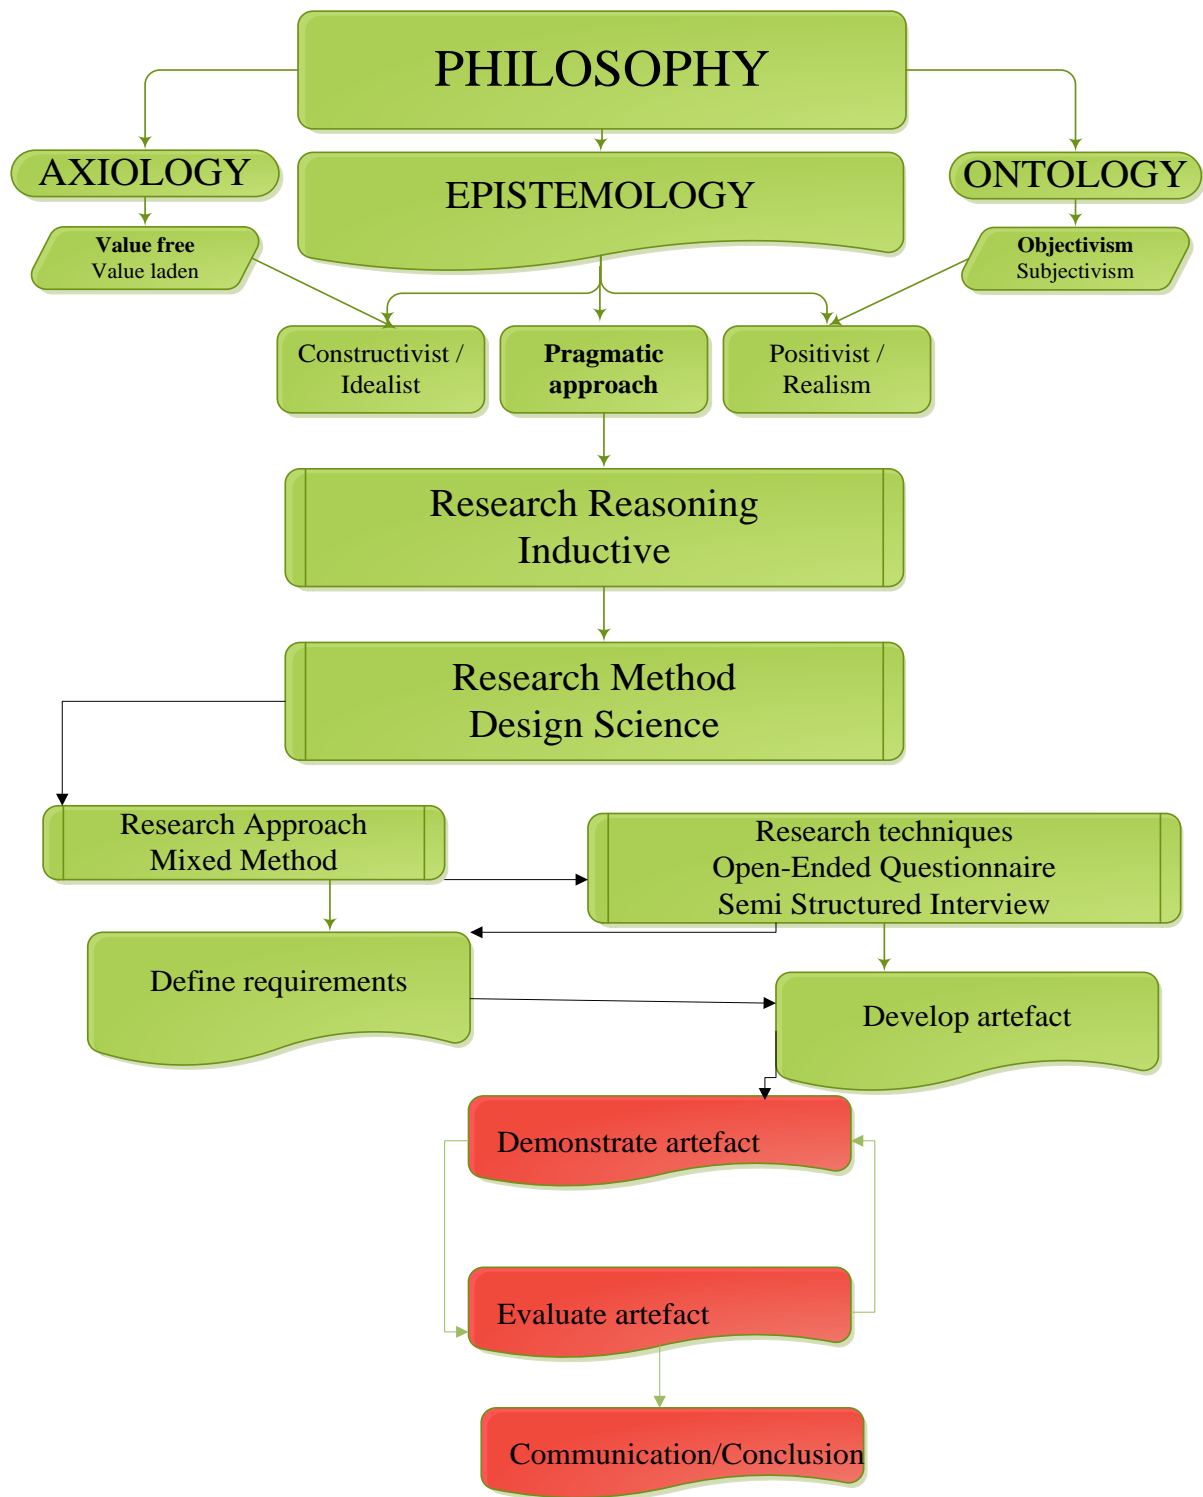 PHILOSOPHY
AXIOLOGY
EPISTEMOLOGY
ONTOLOGY
Value free
Value laden
Objectivism
Subjectivism
Constructivist /
Idealist
Pragmatic
approach
Positivist /
Realism
Research Reasoning
Inductive
Research Method
Design Science
Research Approach
Mixed Method
Research techniques
Open-Ended Questionnaire
Semi Structured Interview
Define requirements
Develop artefact
Demonstrate artefact
Evaluate artefact
Communication/Conclusion